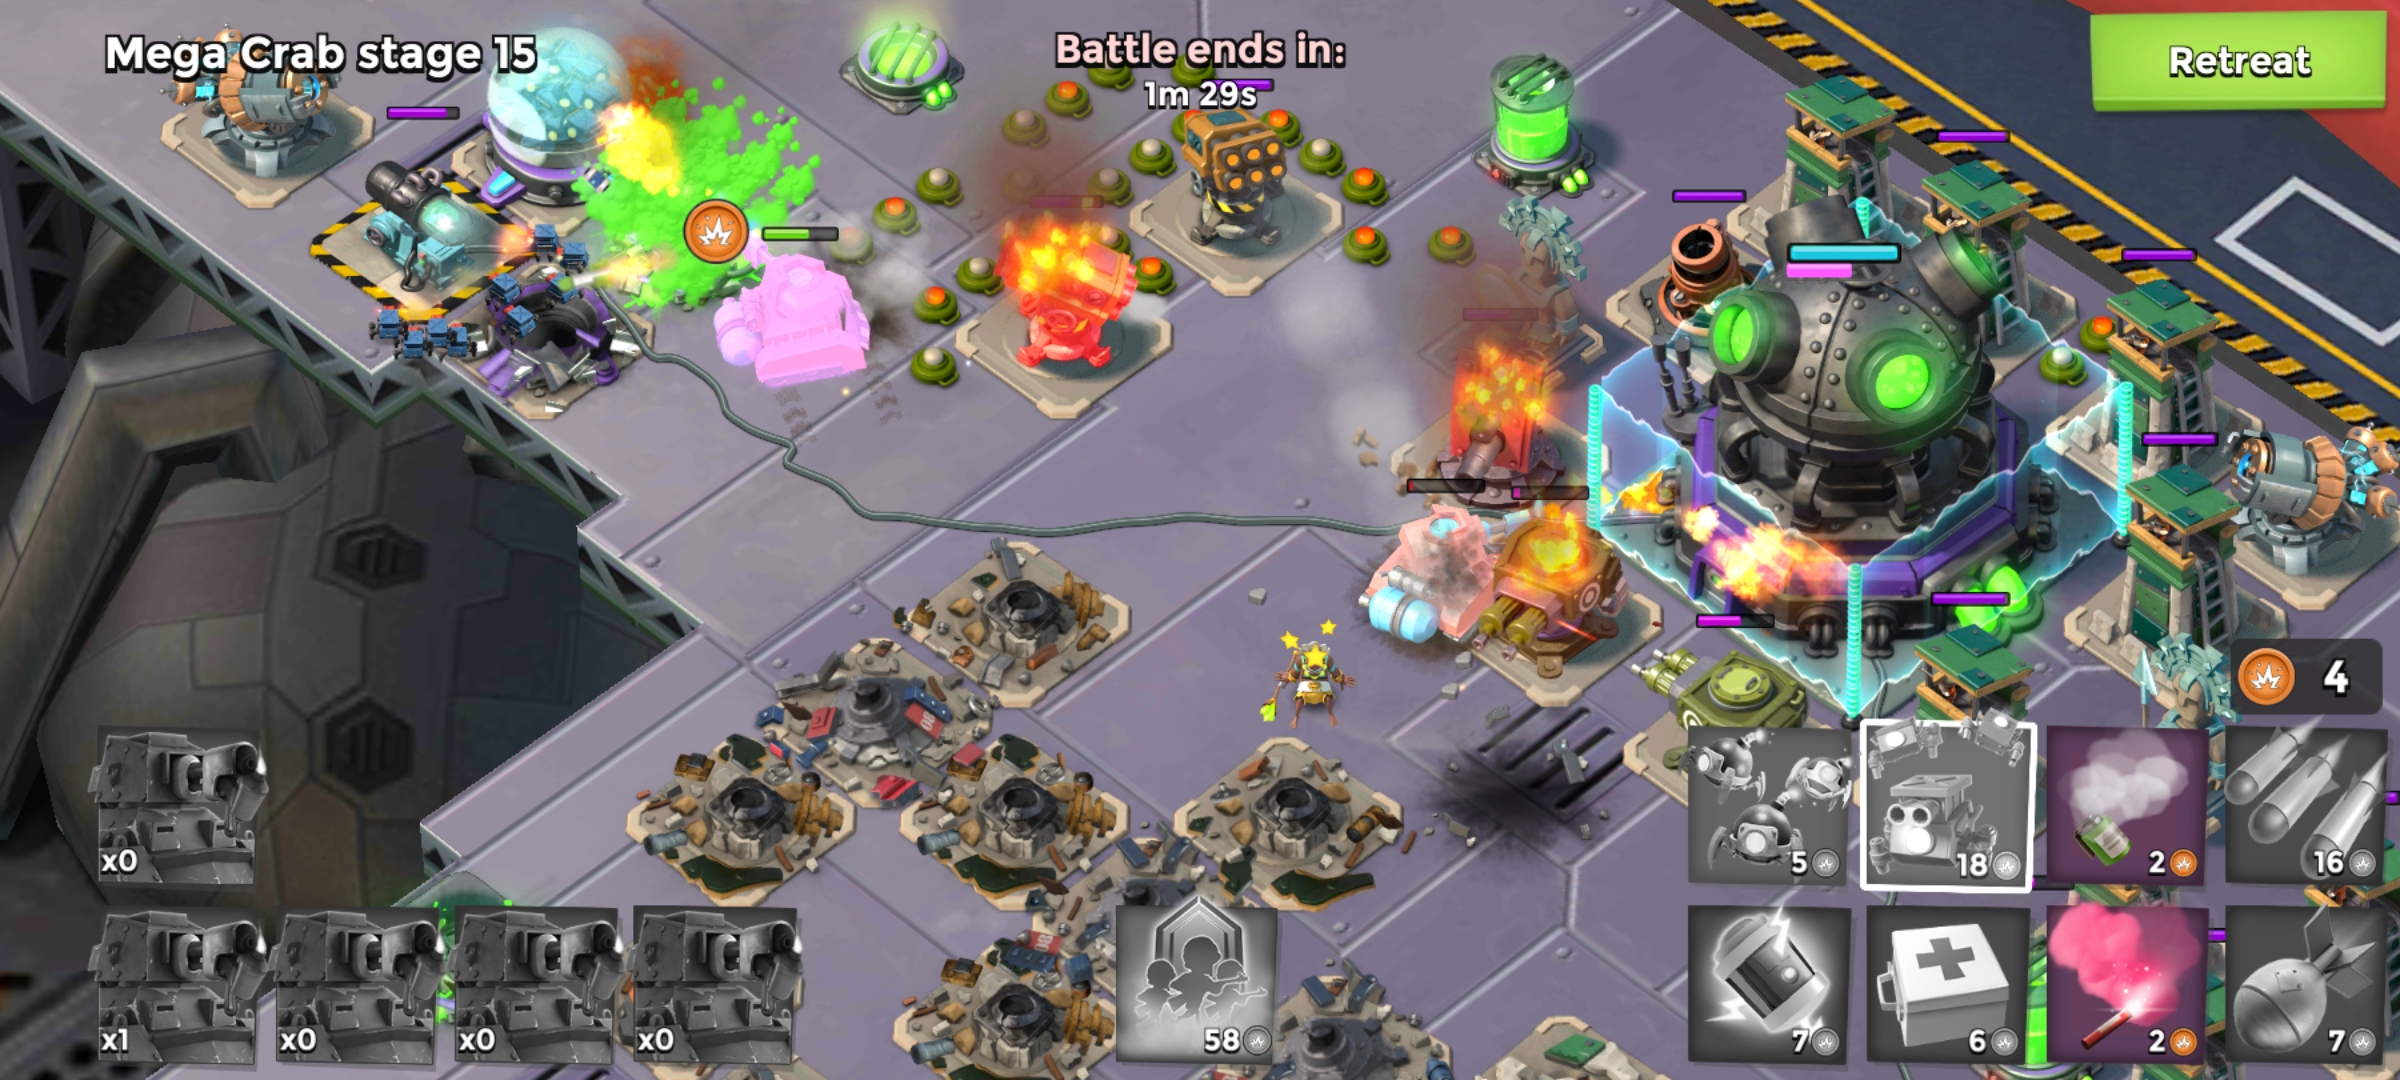 Mega Crab stage 15
Battle ends in:
1m 29s
Retreat
4
5
18
2
16
7
6
2
7
58
x0
x1
x0
x0
x0